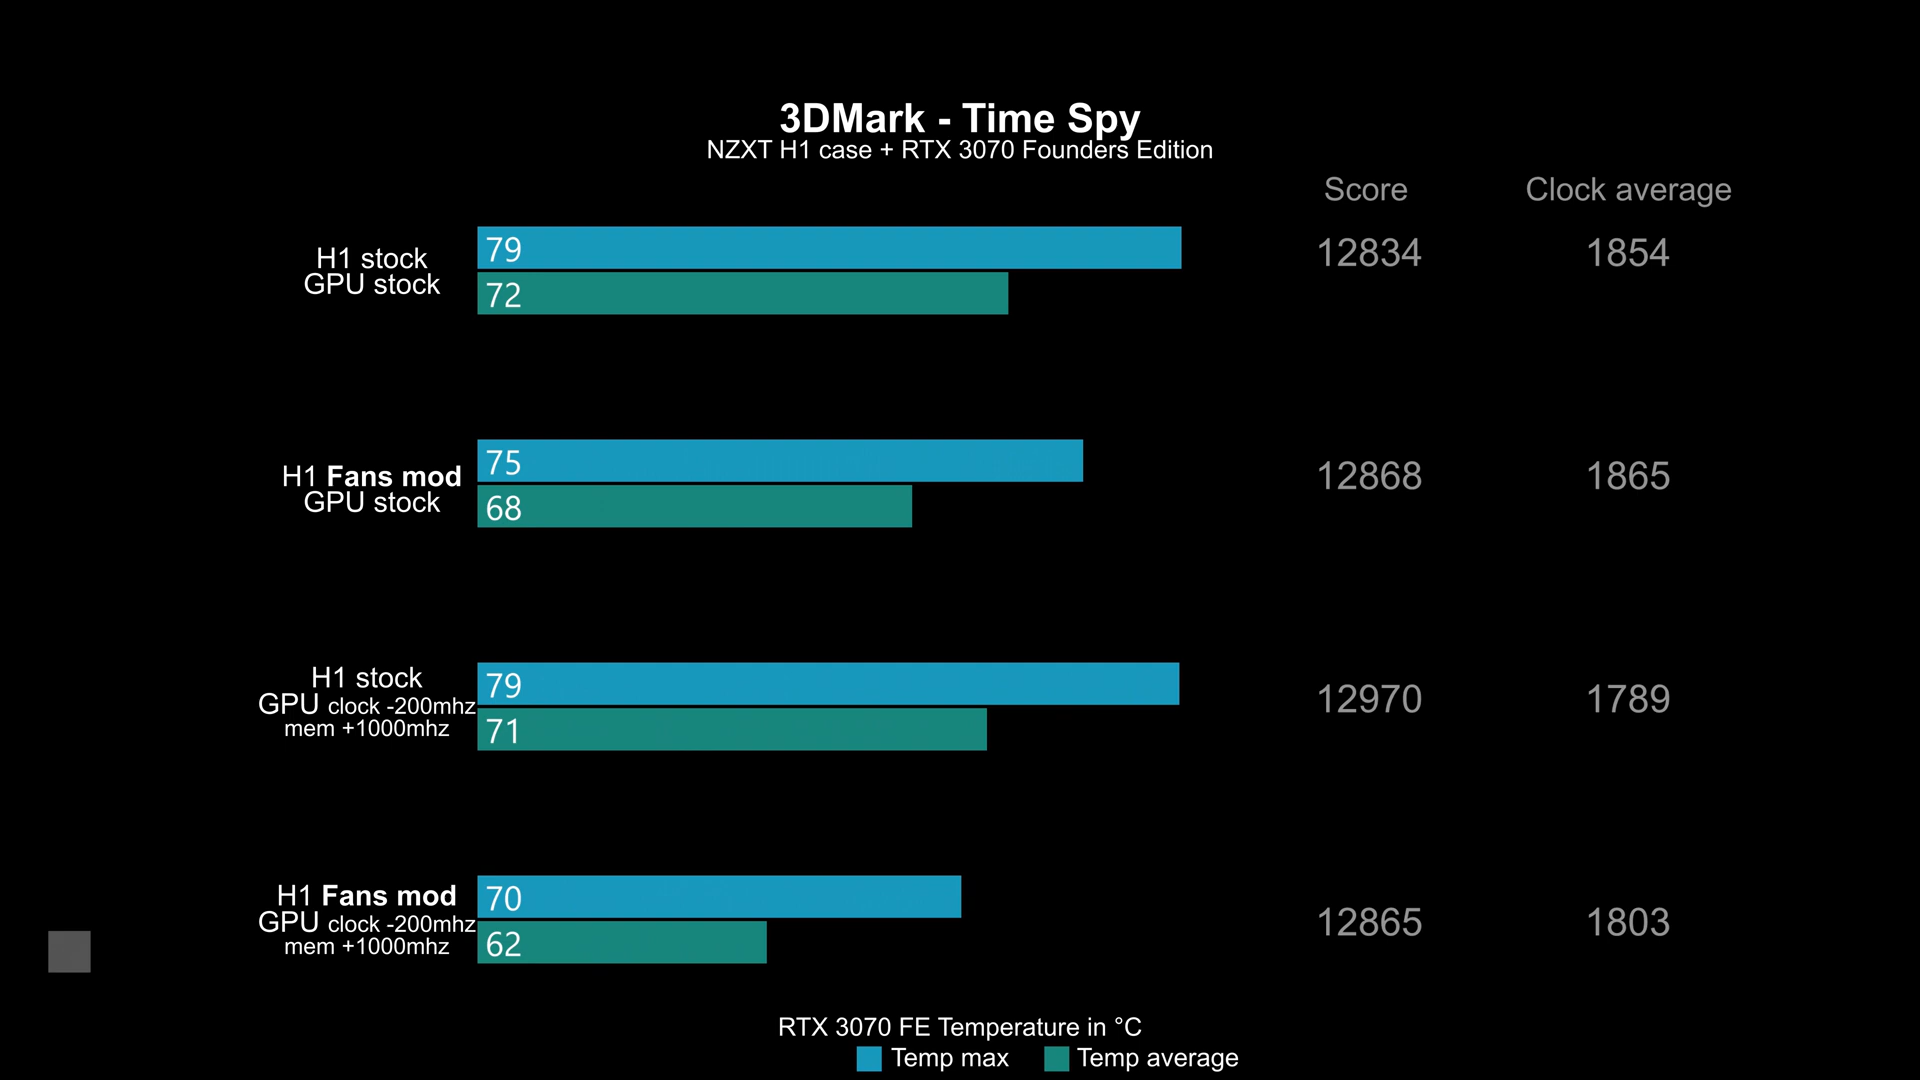 3DMark - Time Spy
NZXT H1 case + RTX 3070 Founders Edition
Score
Clock average
H1 stock
GPU stock
79
72
12834
1854
H1 Fans mod
GPU stock
75
68
12868
1865
H1 stock
GPU clock -200mhz
mem +1000mhz
79
71
12970
1789
H1 Fans mod
GPU clock -200mhz
mem +1000mhz
70
62
12865
1803
RTX 3070 FE Temperature in °C
Temp max
Temp average